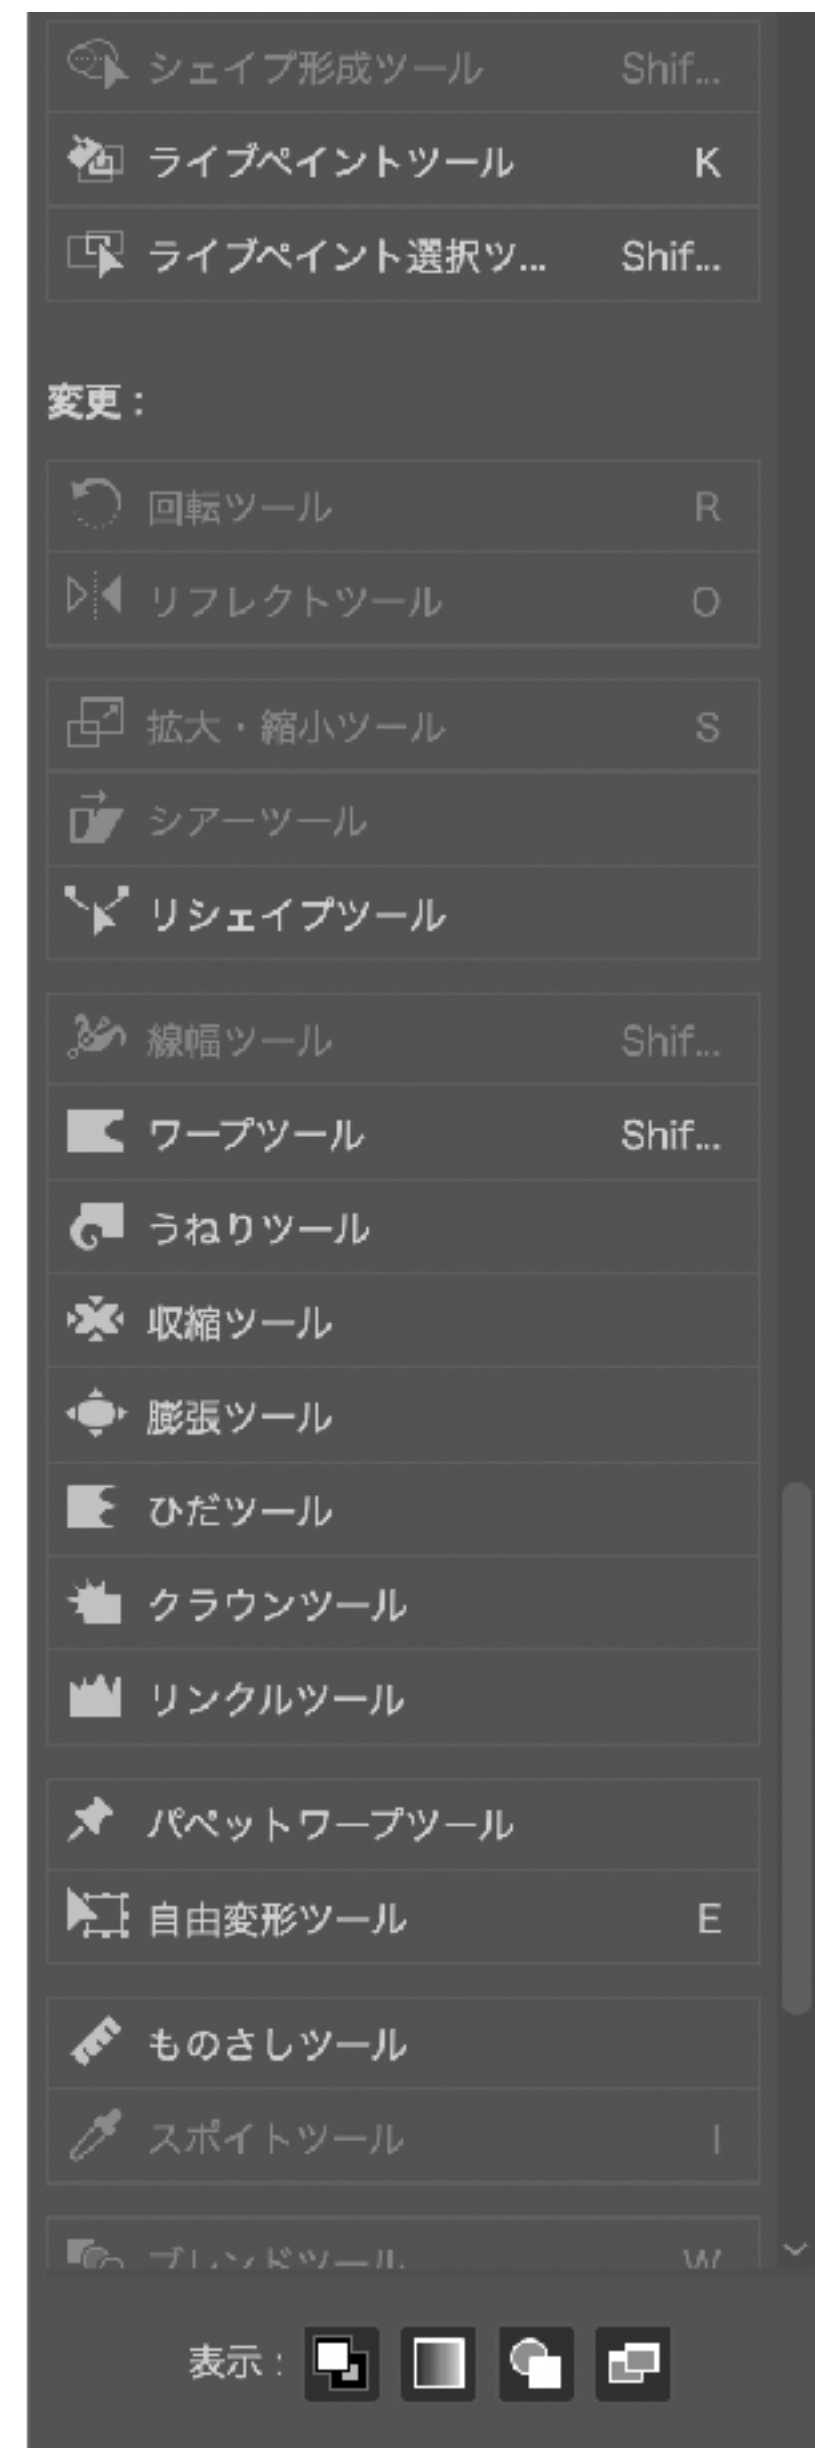 シェイプ形成ツール Shif...
ライブペイントツール K
ライブペイント選択ツ... Shif...
変更：
回転ツール R
リフレクトツール O
拡大・縮小ツール S
シアーツール
リシェイプツール
線幅ツール Shif...
ワープツール Shif...
うねりツール
収縮ツール
膨張ツール
ひだツール
クラウンツール
リンクルツール
パペットワープツール
自由変形ツール E
ものさしツール
スポイトツール I
ブレンドツール W
表示：